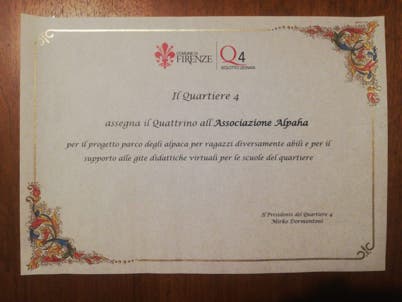 COMUNE DI
FIRENZE
Q4
ISOLOTTO LEGNAIA
Il Quartiere 4
assegna il Quattrino all'Associazione Alpaha
per il progetto parco degli alpaca per ragazzi diversamente abili e per il
supporto alle gite didattiche virtuali per le scuole del quartiere
Il Presidente del Quartiere 4
Mirko Dormentoni